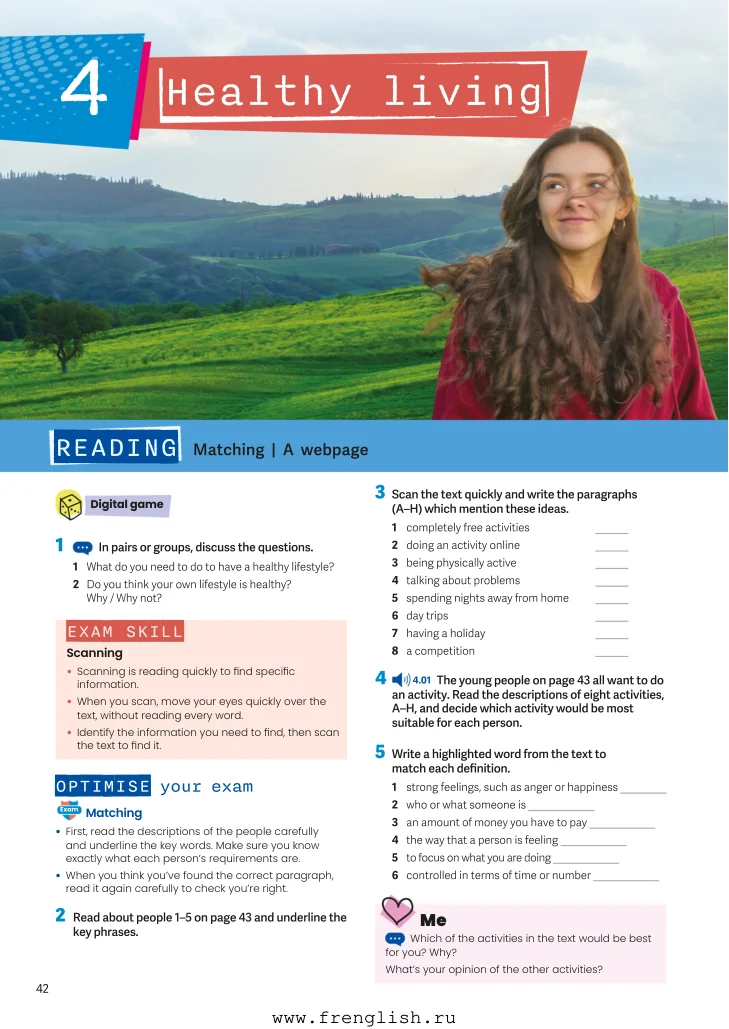 4
Healthy living
READING Matching | A webpage
Digital game
1 In pairs or groups, discuss the questions.
1 What do you need to do to have a healthy lifestyle?
2 Do you think your own lifestyle is healthy?
Why / Why not?
EXAM SKILL
Scanning
• Scanning is reading quickly to find specific
information.
• When you scan, move your eyes quickly over the
text, without reading every word.
• Identify the information you need to find, then scan
the text to find it.
OPTIMISE your exam
Exam Matching
• First, read the descriptions of the people carefully
and underline the key words. Make sure you know
exactly what each person's requirements are.
• When you think you've found the correct paragraph,
read it again carefully to check you're right.
2 Read about people 1–5 on page 43 and underline the
key phrases.
3 Scan the text quickly and write the paragraphs
(A–H) which mention these ideas.
1 completely free activities ______
2 doing an activity online ______
3 being physically active ______
4 talking about problems ______
5 spending nights away from home ______
6 day trips ______
7 having a holiday ______
8 a competition ______
4 4.01 The young people on page 43 all want to do
an activity. Read the descriptions of eight activities,
A–H, and decide which activity would be most
suitable for each person.
5 Write a highlighted word from the text to
match each definition.
1 strong feelings, such as anger or happiness ________
2 who or what someone is ________
3 an amount of money you have to pay ________
4 the way that a person is feeling ________
5 to focus on what you are doing ________
6 controlled in terms of time or number ________
Me
Which of the activities in the text would be best
for you? Why?
What's your opinion of the other activities?
42
www.frenglish.ru